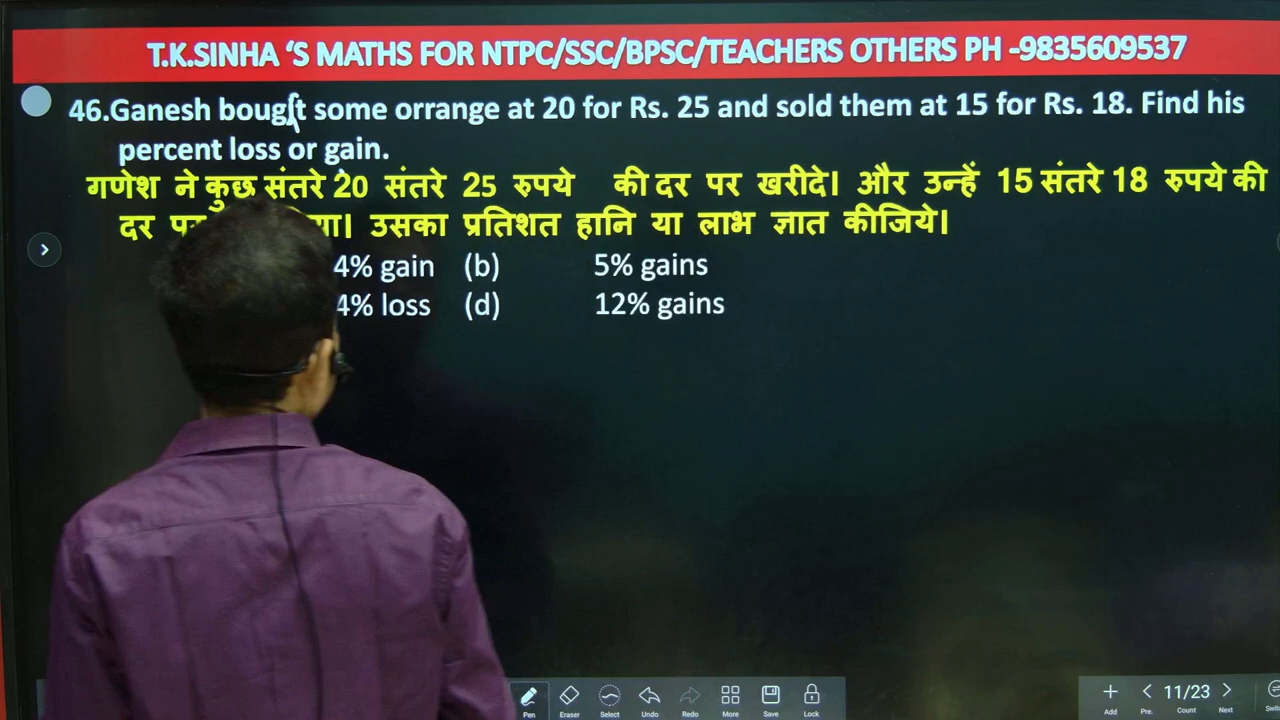 T.K.SINHA ‘S MATHS FOR NTPC/SSC/BPSC/TEACHERS OTHERS PH -9835609537
46.Ganesh bought some orrange at 20 for Rs. 25 and sold them at 15 for Rs. 18. Find his
percent loss or gain.
गणेश ने कुछ संतरे 20 संतरे 25 रुपये की दर पर खरीदे। और उन्हें 15 संतरे 18 रुपये की
दर उसका प्रतिशत हानि या लाभ ज्ञात कीजिये।
4% gain (b) 5% gains
4% loss (d) 12% gains
Pen Eraser Select Undo Redo More Save Lock
11/23
Add Pre. Count Next